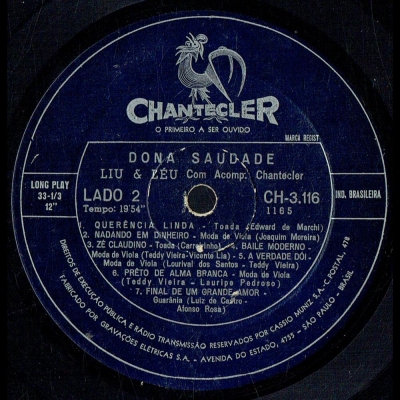 CHANTECLER
O PRIMEIRO A SER OUVIDO
MARCA REGIST.
DONA SAUDADE
LIU & LÉU Com Acomp. Chantecler
LONG PLAY
33-1/3
12"
LADO 2
Tempo: 19'54"
CH-3.116
1165
IND. BRASILEIRA
1. QUERÊNCIA LINDA - Toada (Edward de Marchi)
2. NADANDO EM DINHEIRO - Moda de Viola (Joaquim Moreira)
3. ZÉ CLAUDINO - Toada (Carreirinho) 4. BAILE MODERNO -
Moda de Viola (Teddy Vieira-Vicente Lia) 5. A VERDADE DÓI -
Moda de Viola (Lourival dos Santos - Teddy Vieira)
6. PRÊTO DE ALMA BRANCA - Moda de Viola
(Teddy Vieira - Lauripe Pedroso)
7. FINAL DE UM GRANDE AMOR -
Guarânia (Luiz de Castro -
Afonso Rosa)
DIREITOS DE EXECUÇÃO PÚBLICA E RÁDIO TRANSMISSÃO RESERVADOS POR CASSIO MUNIZ S.A.-C. POSTAL, 478
FABRICADO POR GRAVAÇÕES ELÉTRICAS S.A. - AVENIDA DO ESTADO, 4755 - SÃO PAULO - BRASIL